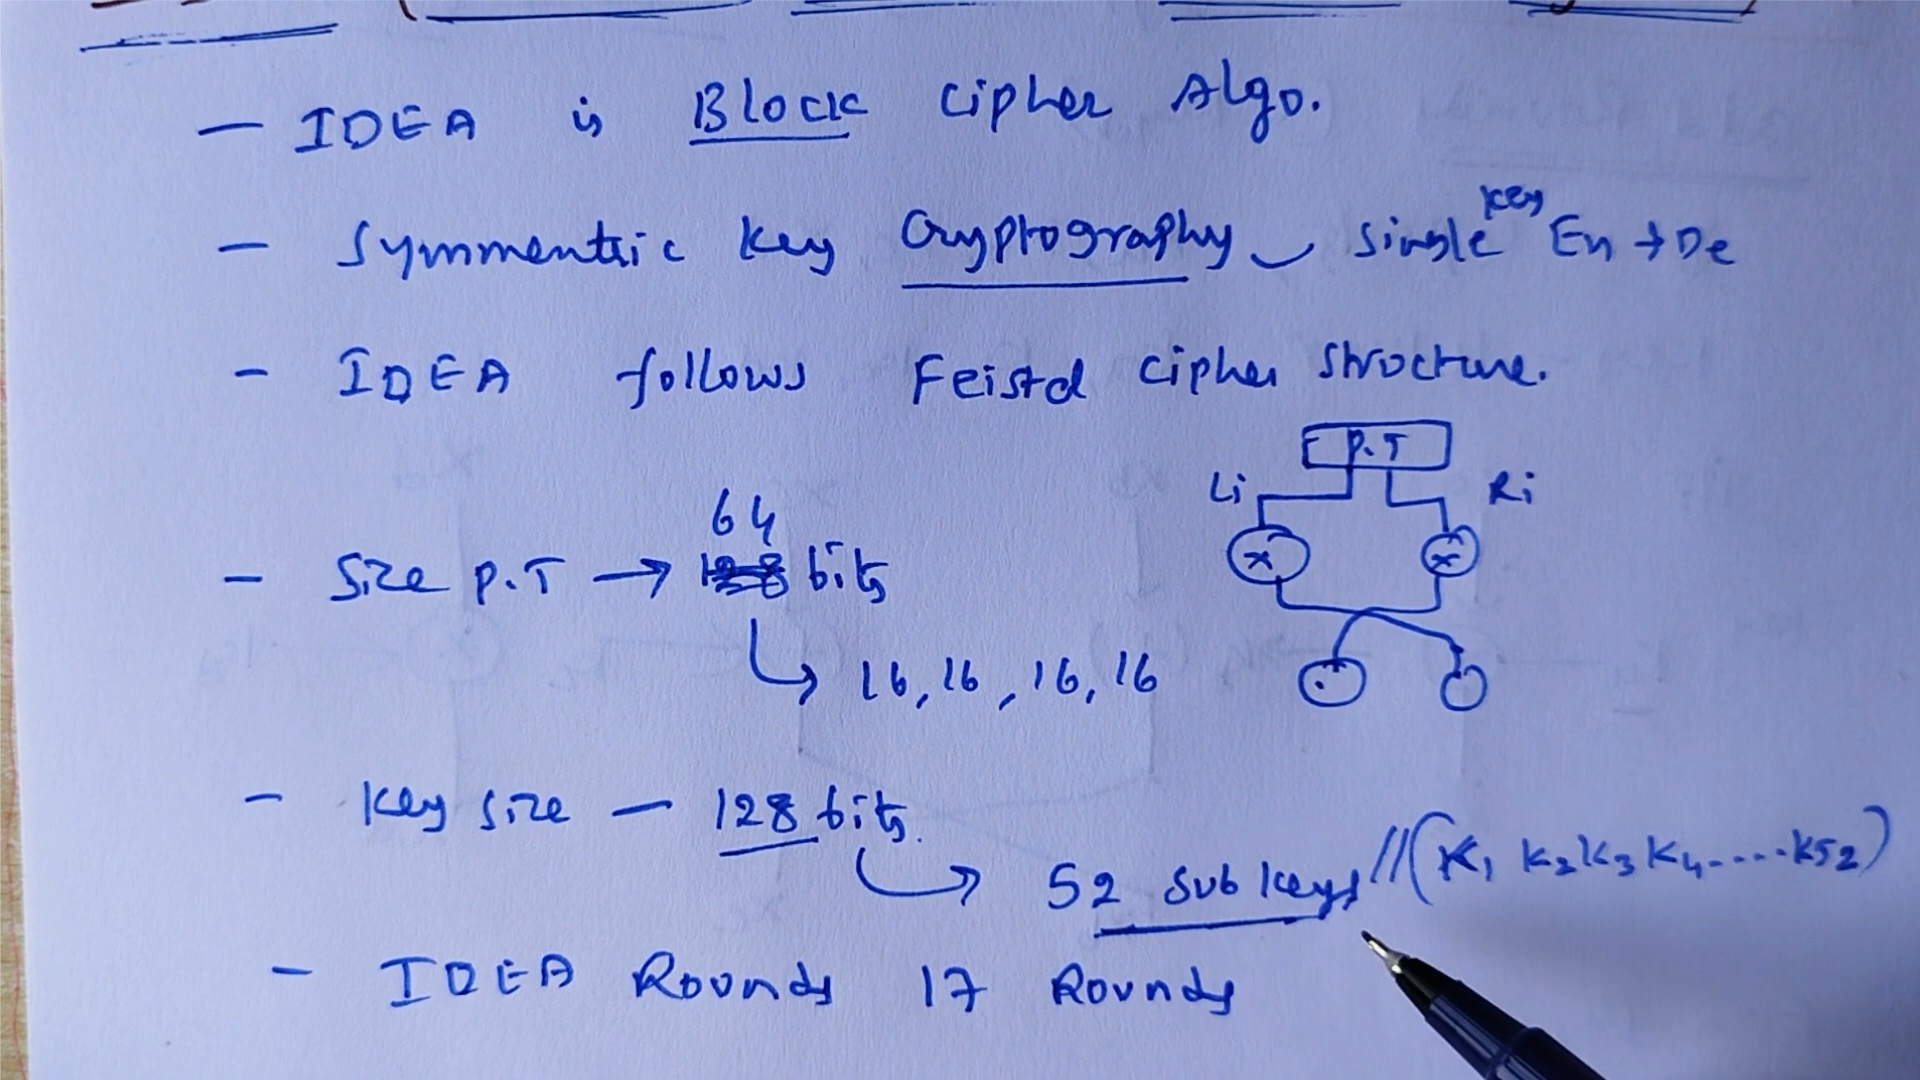 - IDEA is Block Cipher Algo.
- Symmentric Key Cryptography - Single key En → De
- IDEA follows Feistel Cipher Structure.
P.T
Li Ri
x x
64
- Size P.T → 128 bits
→ 16, 16, 16, 16
- Key size - 128 bits.
→ 52 Sub keys // (K1 K2 K3 K4 ..... K52)
- IDEA Rounds 17 Rounds